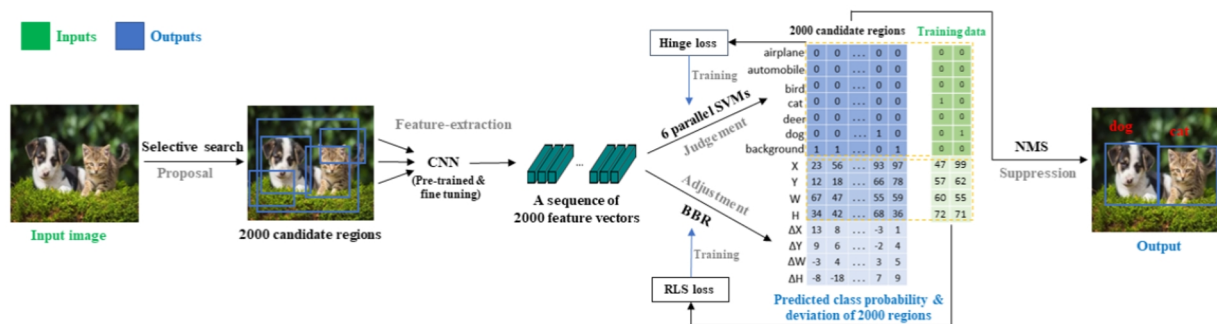 Inputs
Outputs
Input image
Selective search
Proposal
2000 candidate regions
Feature-extraction
CNN
(Pre-trained &
fine tuning)
...
A sequence of
2000 feature vectors
6 parallel SVMs
Judgement
Adjustment
BBR
Hinge loss
Training
Training
RLS loss
2000 candidate regions Training data
airplane 0 0 ... 0 0 0 0
automobile 0 0 ... 0 0 0 0
bird 0 0 ... 0 0 0 0
cat 0 0 ... 0 0 1 0
deer 0 0 ... 0 0 0 0
dog 0 0 ... 1 0 0 1
background 1 1 ... 0 1 0 0
X 23 56 ... 93 97 47 99
Y 12 18 ... 66 78 57 62
W 67 47 ... 55 59 60 55
H 34 42 ... 68 36 72 71
ΔX 13 8 ... -3 1
ΔY 9 6 ... -2 4
ΔW -3 4 ... 3 5
ΔH -8 -18 ... 7 9
Predicted class probability &
deviation of 2000 regions
NMS
Suppression
dog
cat
Output